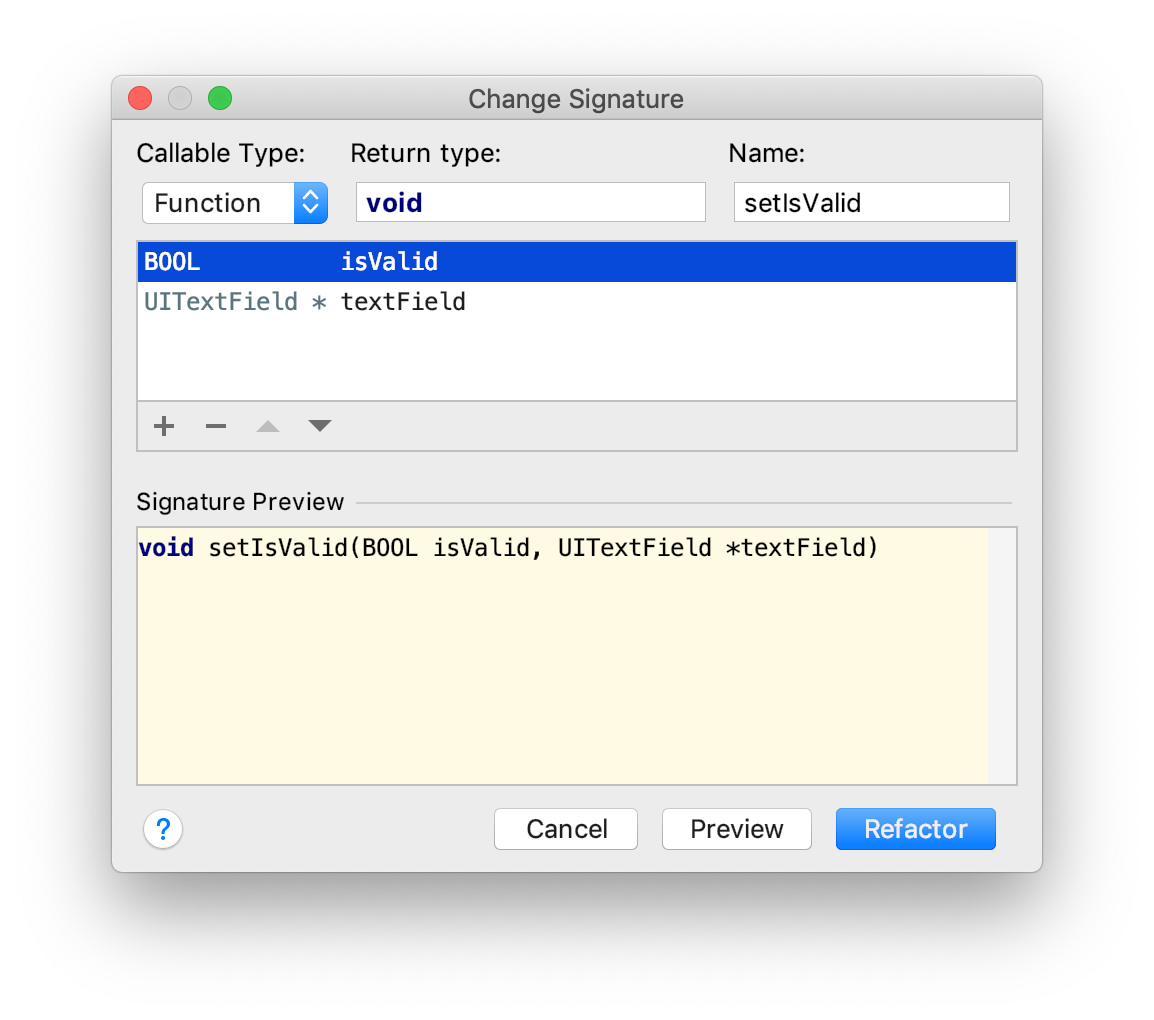 Change Signature
Callable Type: Return type: Name:
Function void setIsValid
BOOL isValid
UITextField * textField
Signature Preview
void setIsValid(BOOL isValid, UITextField *textField)
? Cancel Preview Refactor